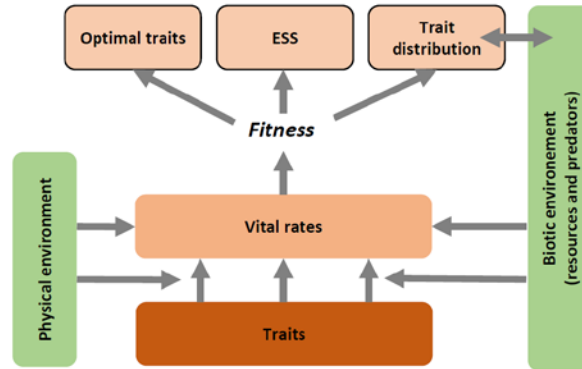 Optimal traits
ESS
Trait
distribution
Fitness
Physical environment
Vital rates
Biotic environement
(resources and predators)
Traits